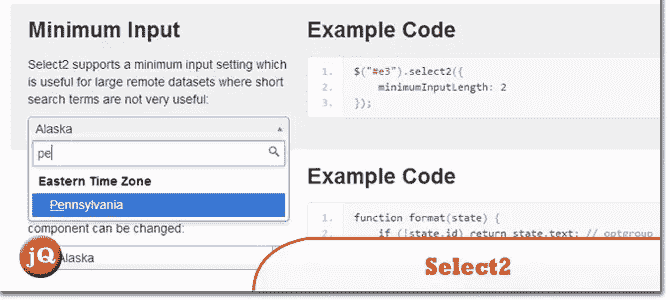 Minimum Input
Select2 supports a minimum input setting which
is useful for large remote datasets where short
search terms are not very useful:
Alaska
pe
Eastern Time Zone
Pennsylvania
component can be changed:
Alaska
jQ
Example Code
1. $("#e3").select2({
2. minimumInputLength: 2
3. });
Example Code
1. function format(state) {
2. if (!state.id) return state.text; // optgroup
Select2